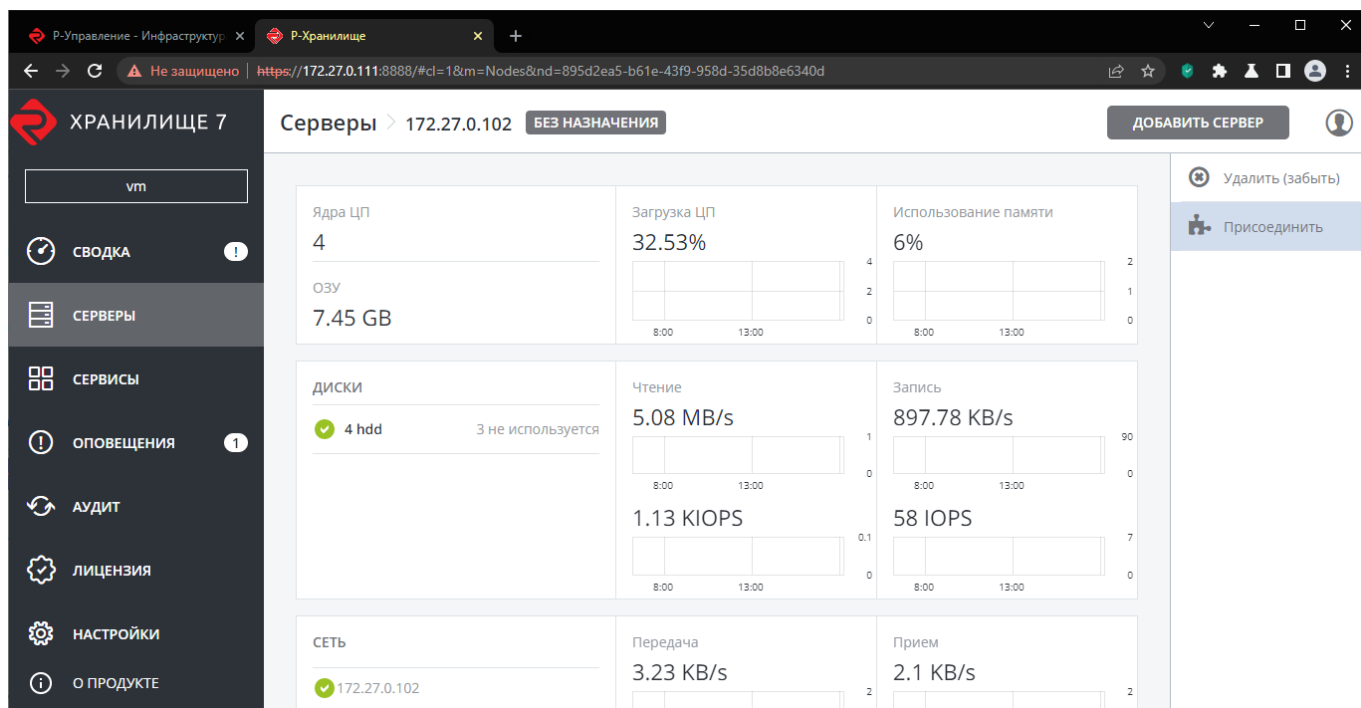 Р-Управление - Инфраструктур
Р-Хранилище
Не защищено
https://172.27.0.111:8888/#cl=1&m=Nodes&nd=895d2ea5-b61e-43f9-958d-35d8b8e6340d
ХРАНИЛИЩЕ 7
Серверы > 172.27.0.102 БЕЗ НАЗНАЧЕНИЯ
ДОБАВИТЬ СЕРВЕР
vm
СВОДКА !
СЕРВЕРЫ
СЕРВИСЫ
ОПОВЕЩЕНИЯ 1
АУДИТ
ЛИЦЕНЗИЯ
НАСТРОЙКИ
О ПРОДУКТЕ
Ядра ЦП
4
ОЗУ
7.45 GB
Загрузка ЦП
32.53%
4
2
0
8:00 13:00
Использование памяти
6%
2
1
0
8:00 13:00
ДИСКИ
4 hdd 3 не используется
Чтение
5.08 MB/s
1
0
8:00 13:00
1.13 KIOPS
0.1
0
8:00 13:00
Запись
897.78 KB/s
90
0
8:00 13:00
58 IOPS
7
0
8:00 13:00
СЕТЬ
172.27.0.102
Передача
3.23 KB/s
2
Прием
2.1 KB/s
2
Удалить (забыть)
Присоединить